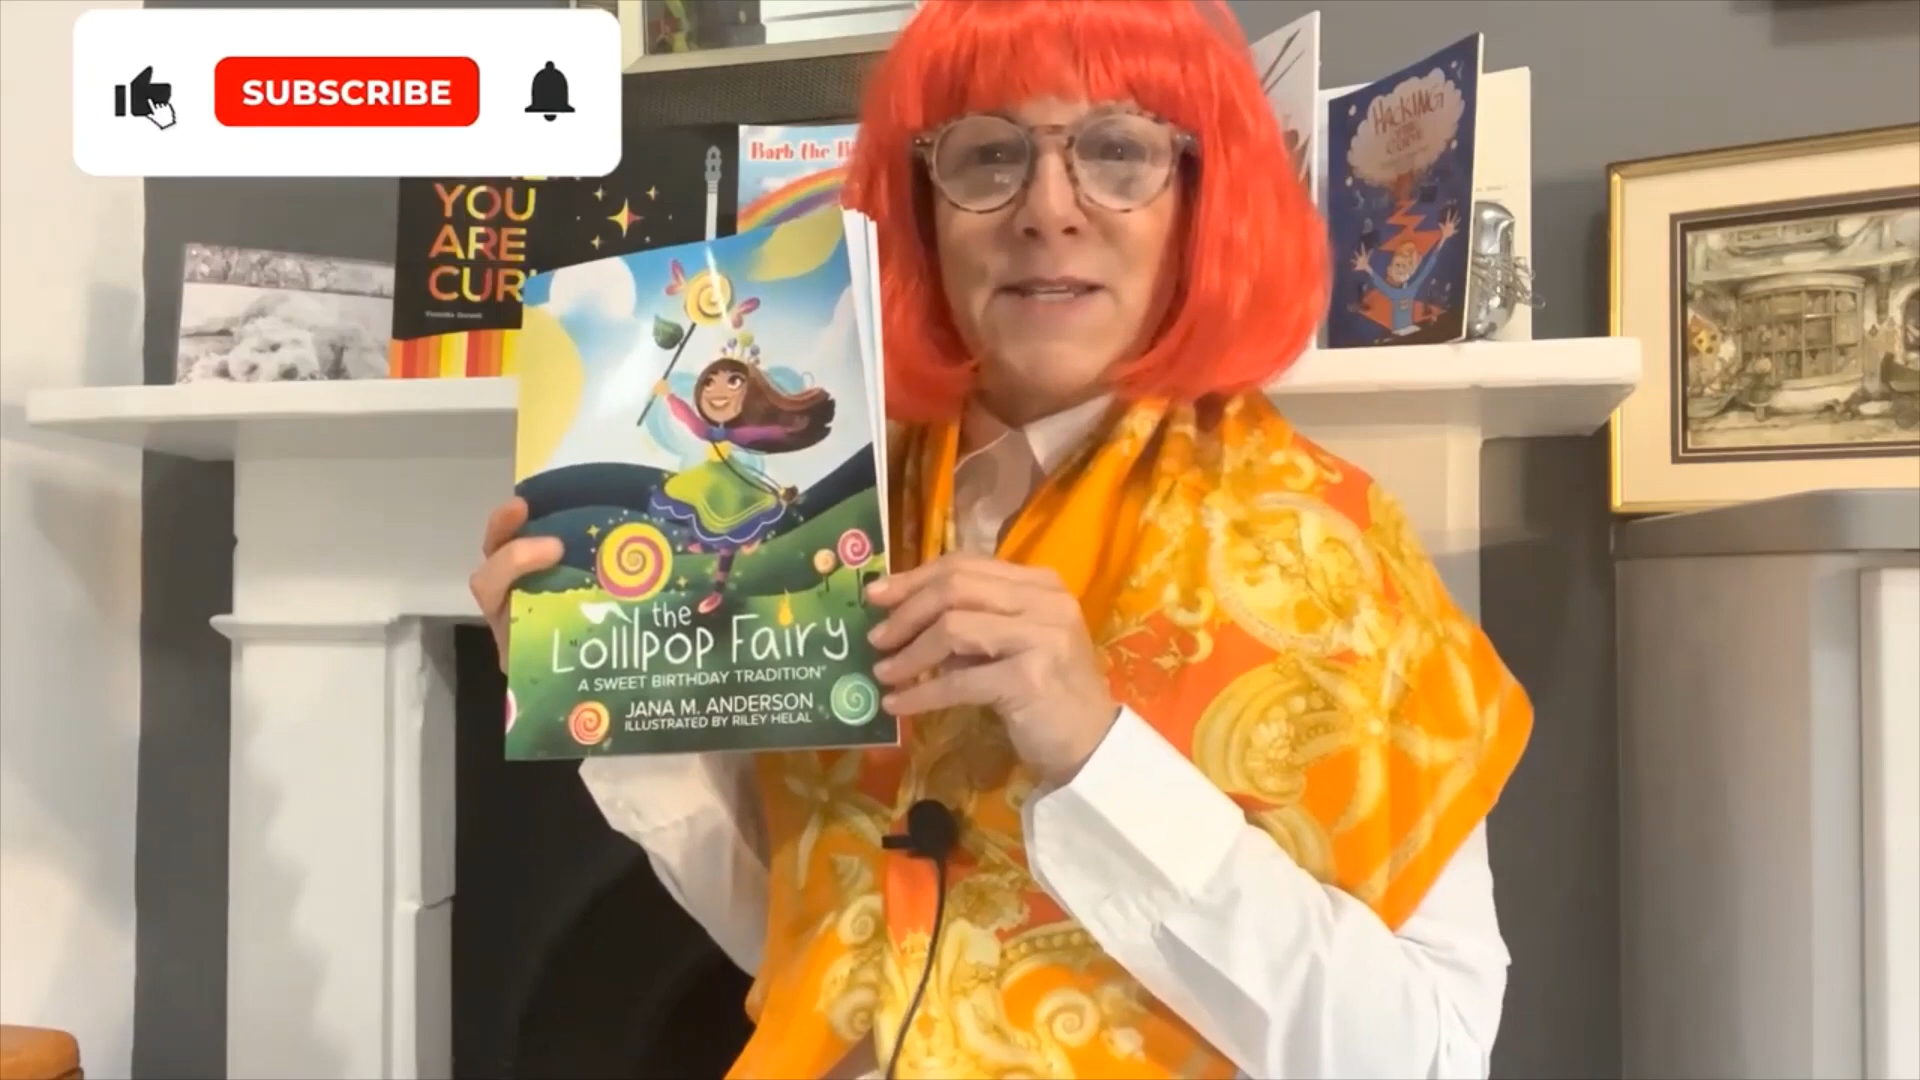 SUBSCRIBE
Barb the
YOU
ARE
CUR
HACKING
the
Lollipop Fairy
A SWEET BIRTHDAY TRADITION
JANA M. ANDERSON
ILLUSTRATED BY RILEY HELAL